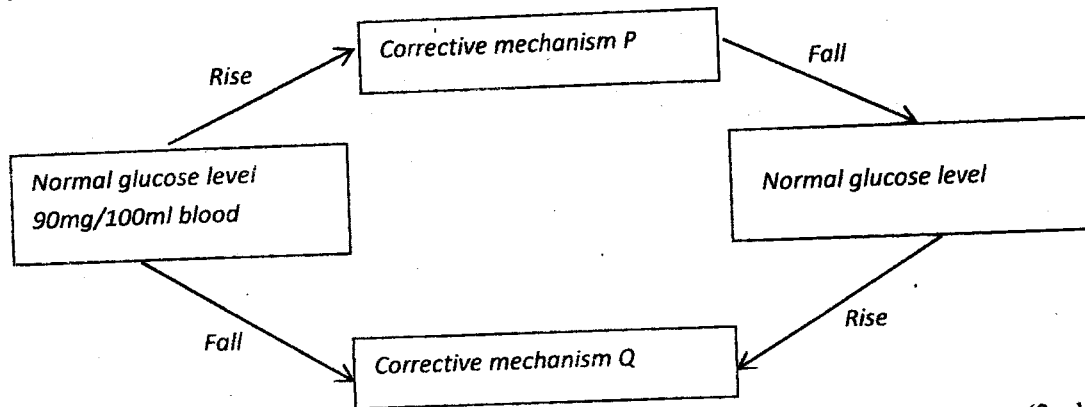 Corrective mechanism P
Rise
Fall
Normal glucose level
90mg/100ml blood
Normal glucose level
Fall
Rise
Corrective mechanism Q